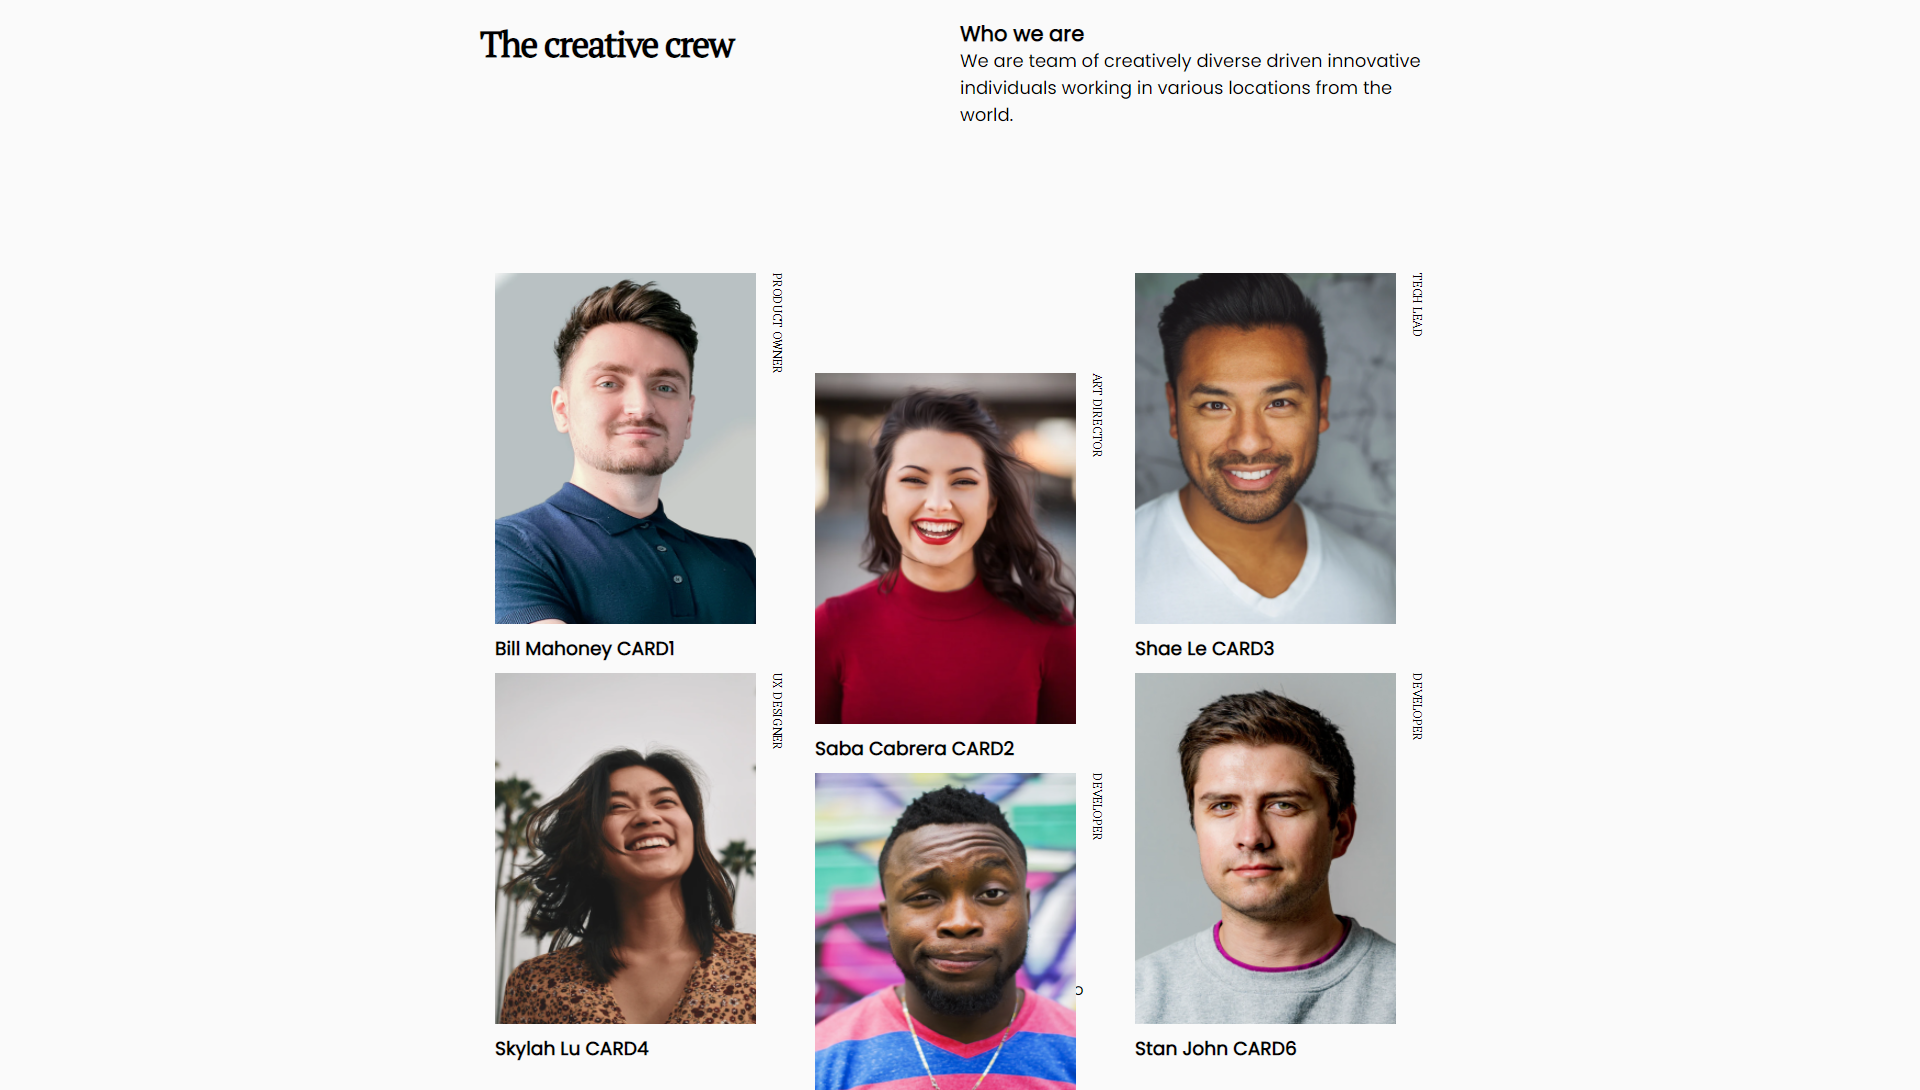 The creative crew
Who we are
We are team of creatively diverse driven innovative
individuals working in various locations from the
world.
PRODUCT OWNER
Bill Mahoney CARD1
ART DIRECTOR
Saba Cabrera CARD2
TECH LEAD
Shae Le CARD3
UX DESIGNER
Skylah Lu CARD4
DEVELOPER
DEVELOPER
Stan John CARD6